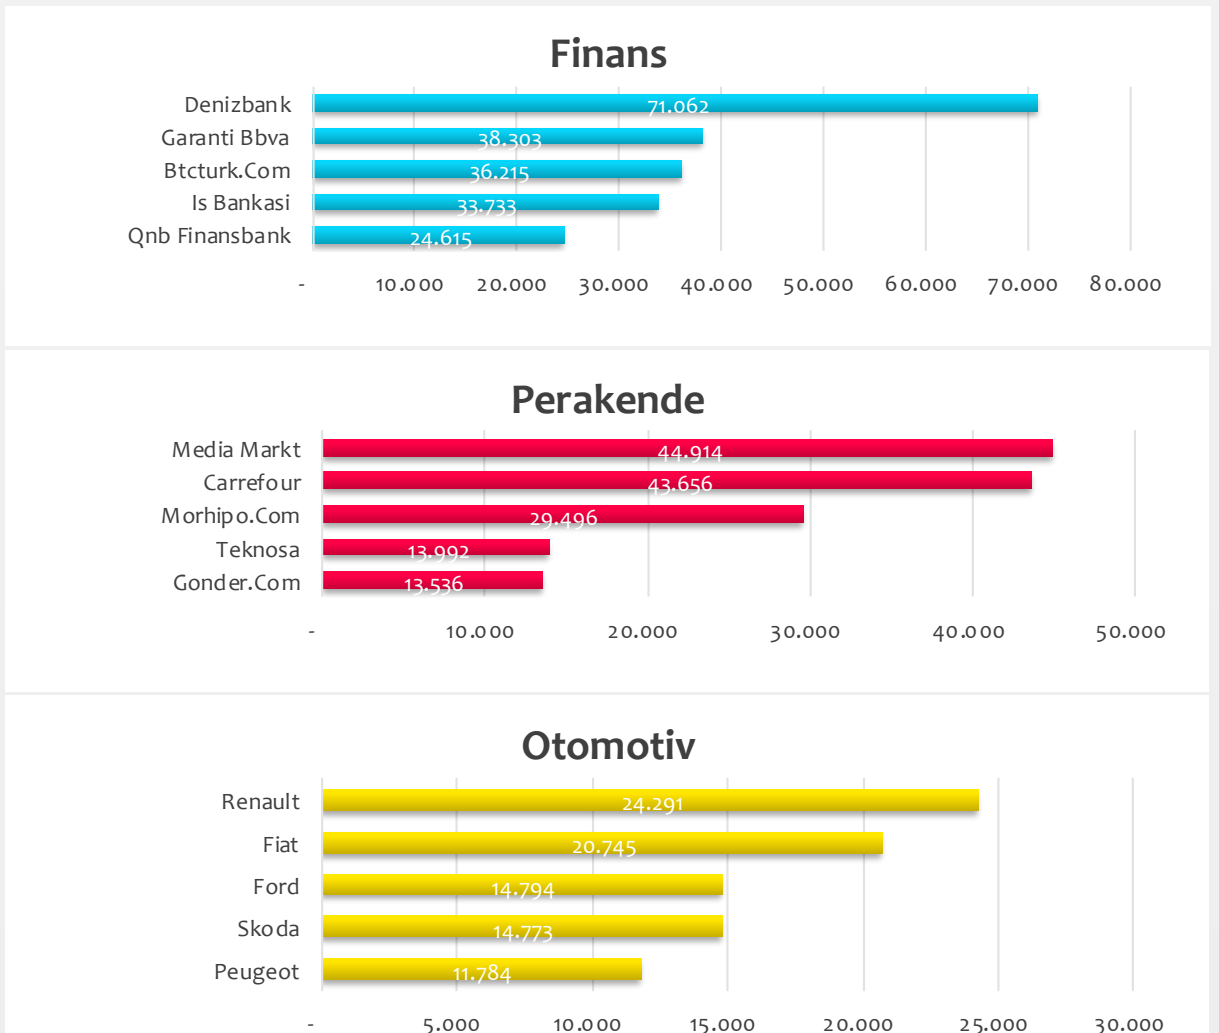 Finans
Denizbank 71.062
Garanti Bbva 38.303
Btcturk.Com 36.215
Is Bankasi 33.733
Qnb Finansbank 24.615
- 10.000 20.000 30.000 40.000 50.000 60.000 70.000 80.000
Perakende
Media Markt 44.914
Carrefour 43.656
Morhipo.Com 29.496
Teknosa 13.992
Gonder.Com 13.536
- 10.000 20.000 30.000 40.000 50.000
Otomotiv
Renault 24.291
Fiat 20.745
Ford 14.794
Skoda 14.773
Peugeot 11.784
- 5.000 10.000 15.000 20.000 25.000 30.000